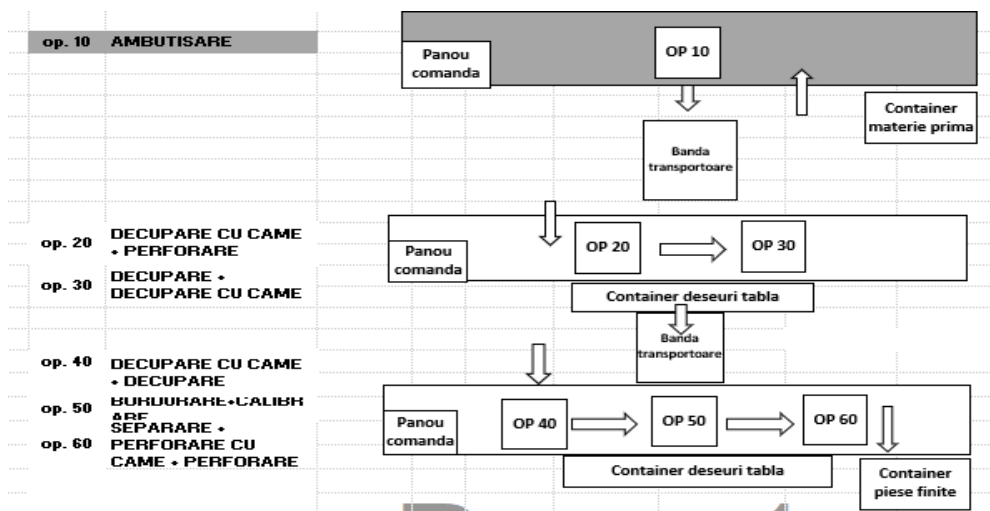 op. 10 AMBUTISARE
Panou
comanda
OP 10
Container
materie prima
Banda
transportoare
op. 20 DECUPARE CU CAME
+ PERFORARE
op. 30 DECUPARE +
DECUPARE CU CAME
Panou
comanda
OP 20
OP 30
Container deseuri tabla
Banda
transportoare
op. 40 DECUPARE CU CAME
+ DECUPARE
op. 50 BORDURARE+CALIBR
ARE
op. 60 SEPARARE +
PERFORARE CU
CAME + PERFORARE
Panou
comanda
OP 40
OP 50
OP 60
Container deseuri tabla
Container
piese finite